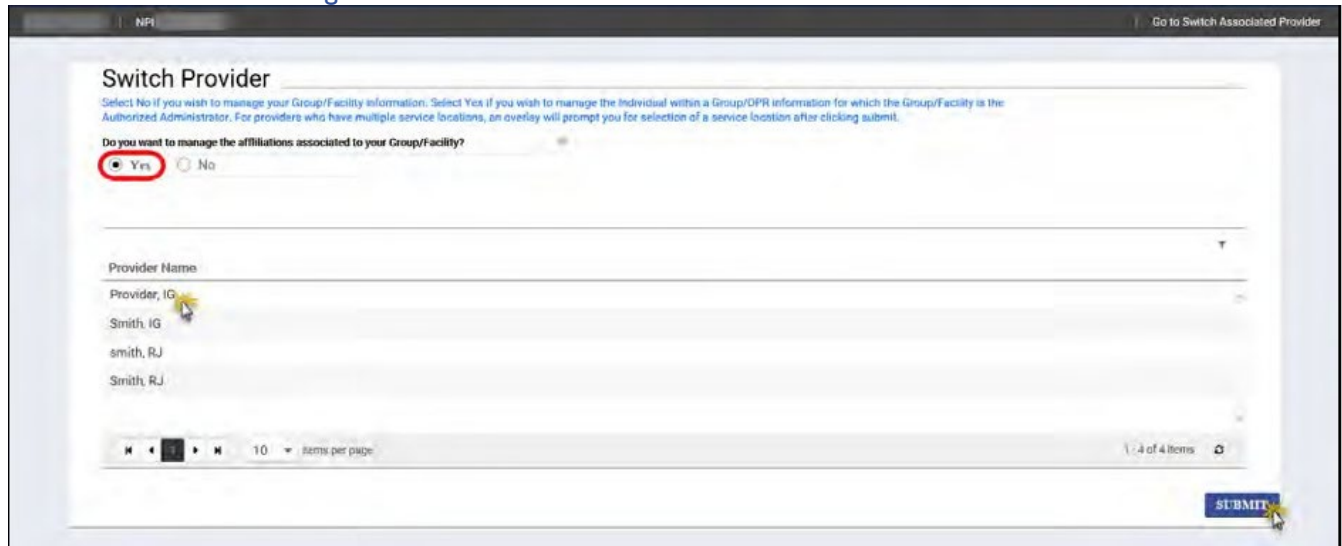 NPI
Go to Switch Associated Provider
Switch Provider
Select No if you wish to manage your Group/Facility information. Select Yes if you wish to manage the Individual within a Group/OPR information for which the Group/Facility is the
Authorized Administrator. For providers who have multiple service locations, an overlay will prompt you for selection of a service location after clicking submit.
Do you want to manage the affiliations associated to your Group/Facility?
Yes No
Provider Name
Provider, IG
Smith, IG
smith, RJ
Smith, RJ
1 10 items per page 1 - 4 of 4 items
SUBMIT